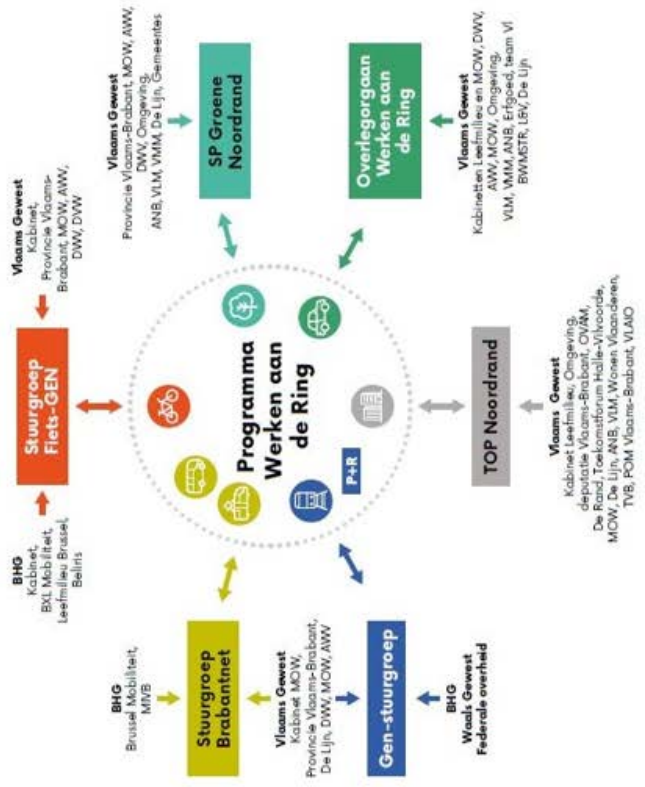 BHG
Kabinet,
BXL Mobiliteit,
Leefmilieu Brussel,
Beliris
Stuurgroep
Fiets-GEN
Vlaams Gewest
Kabinet,
Provincie Vlaams-
Brabant, MOW, AWV,
DWV, DVW
BHG
Brussel Mobiliteit,
MIVB
Stuurgroep
Brabantnet
Vlaams Gewest
Kabinet MOW,
Provincie Vlaams-Brabant,
De Lijn, DWV, MOW, AWV
Gen-stuurgroep
BHG
Waals Gewest
Federale overheid
Programma
Werken aan
de Ring
P+R
Vlaams Gewest
Provincie Vlaams-Brabant, MOW, AWV,
DWV, Omgeving,
ANB, VLM, VMM, De Lijn, Gemeentes
SP Groene
Noordrand
Overlegorgaan
Werken aan
de Ring
Vlaams Gewest
Kabinetten Leefmilieu en MOW, DWV,
AWV, MOW, Omgeving,
VLM, VMM, ANB, Erfgoed, team Vl
BWMSTR, L&V, De Lijn
TOP Noordrand
Vlaams Gewest
Kabinet Leefmilieu, Omgeving,
deputatie Vlaams-Brabant, OVAM,
De Rand, Toekomstforum Halle-Vilvoorde,
MOW, De Lijn, ANB, VLM, Wonen Vlaanderen,
TVB, POM Vlaams-Brabant, VLAIO